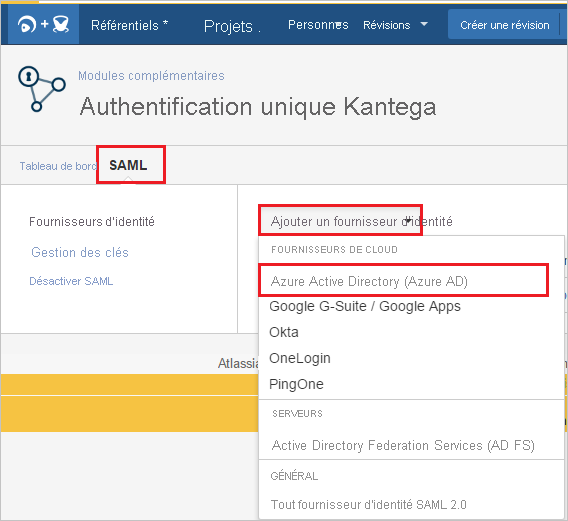 Référentiels *
Projets .
Personnes
Révisions
Créer une révision
Modules complémentaires
Authentification unique Kantega
Tableau de bord
SAML
Fournisseurs d'identité
Gestion des clés
Désactiver SAML
Ajouter un fournisseur d'identité
FOURNISSEURS DE CLOUD
Azure Active Directory (Azure AD)
Google G-Suite / Google Apps
Okta
OneLogin
PingOne
SERVEURS
Active Directory Federation Services (AD FS)
GÉNÉRAL
Tout fournisseur d'identité SAML 2.0